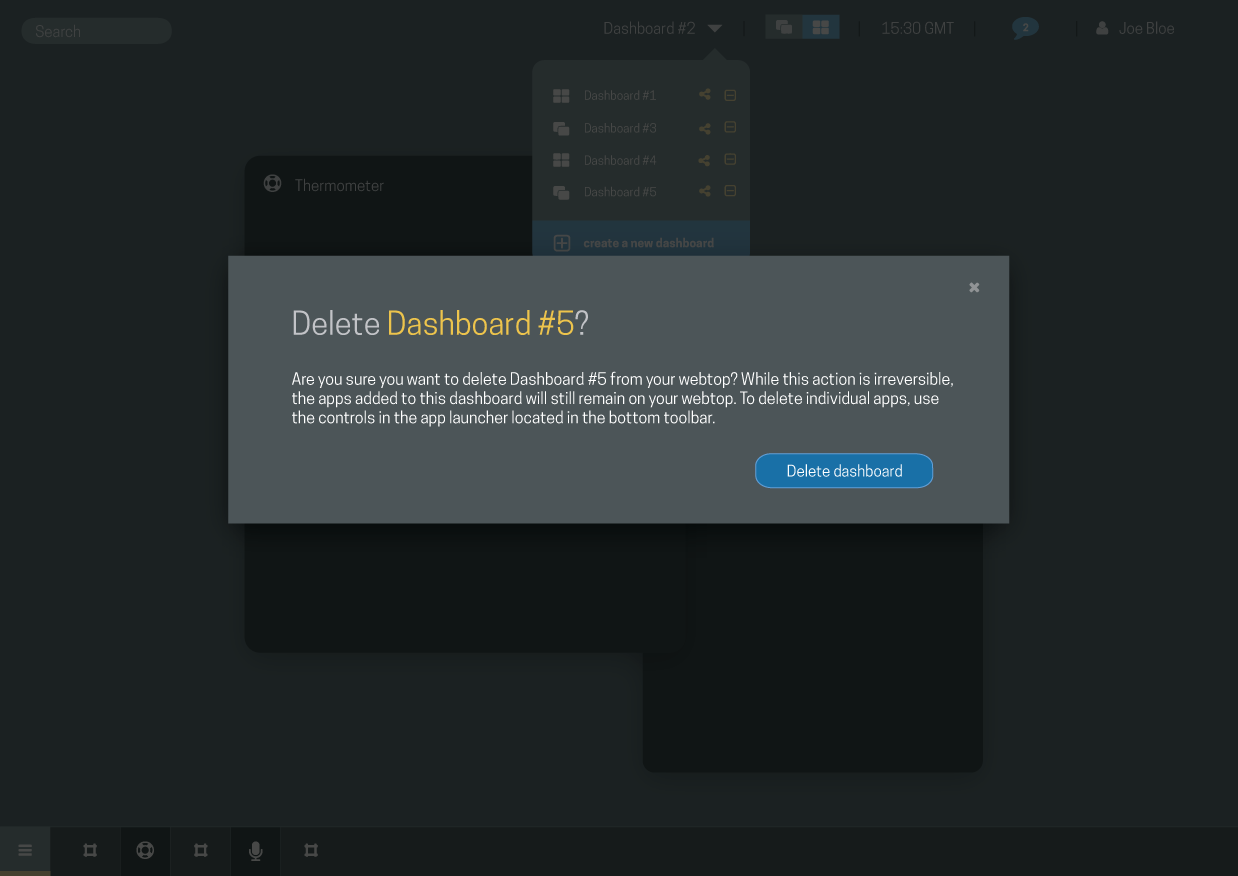 Search
Dashboard #2
15:30 GMT
2
Joe Bloe
Dashboard #1
Dashboard #3
Dashboard #4
Dashboard #5
create a new dashboard
Thermometer
Delete Dashboard #5?
Are you sure you want to delete Dashboard #5 from your webtop? While this action is irreversible,
the apps added to this dashboard will still remain on your webtop. To delete individual apps, use
the controls in the app launcher located in the bottom toolbar.
Delete dashboard